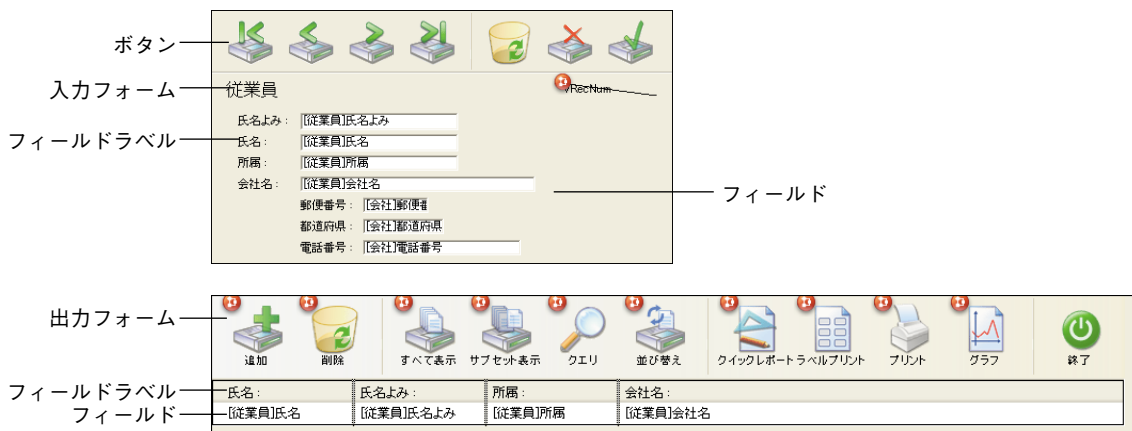 ボタン
入力フォーム
従業員
VRecNum
フィールドラベル
氏名よみ： [従業員]氏名よみ
氏名： [従業員]氏名
所属： [従業員]所属
会社名： [従業員]会社名
フィールド
郵便番号： [会社]郵便番
都道府県： [会社]都道府県
電話番号： [会社]電話番号
出力フォーム
追加 削除 すべて表示 サブセット表示 クエリ 並び替え クイックレポート ラベルプリント プリント グラフ 終了
フィールドラベル
氏名： 氏名よみ： 所属： 会社名：
フィールド
[従業員]氏名 [従業員]氏名よみ [従業員]所属 [従業員]会社名